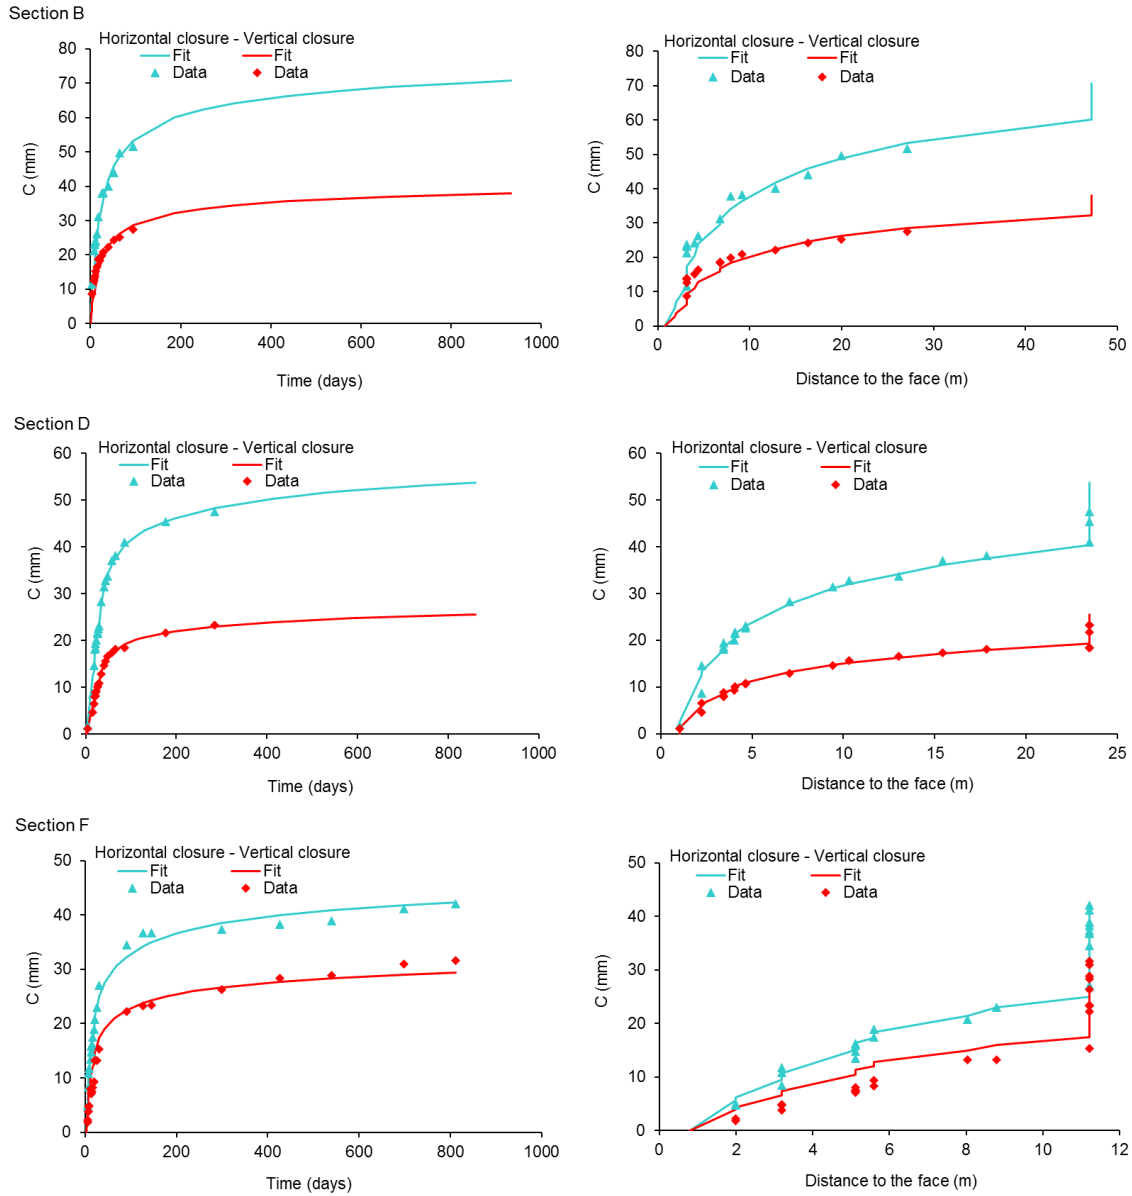 Section B
Horizontal closure - Vertical closure
Fit Fit
Data Data
80
70
60
50
40
30
20
10
0
C (mm)
0 200 400 600 800 1000
Time (days)
Horizontal closure - Vertical closure
Fit Fit
Data Data
80
70
60
50
40
30
20
10
0
C (mm)
0 10 20 30 40 50
Distance to the face (m)
Section D
Horizontal closure - Vertical closure
Fit Fit
Data Data
60
50
40
30
20
10
0
C (mm)
0 200 400 600 800 1000
Time (days)
Horizontal closure - Vertical closure
Fit Fit
Data Data
60
50
40
30
20
10
0
C (mm)
0 5 10 15 20 25
Distance to the face (m)
Section F
Horizontal closure - Vertical closure
Fit Fit
Data Data
50
40
30
20
10
0
C (mm)
0 200 400 600 800 1000
Time (days)
Horizontal closure - Vertical closure
Fit Fit
Data Data
50
40
30
20
10
0
C (mm)
0 2 4 6 8 10 12
Distance to the face (m)